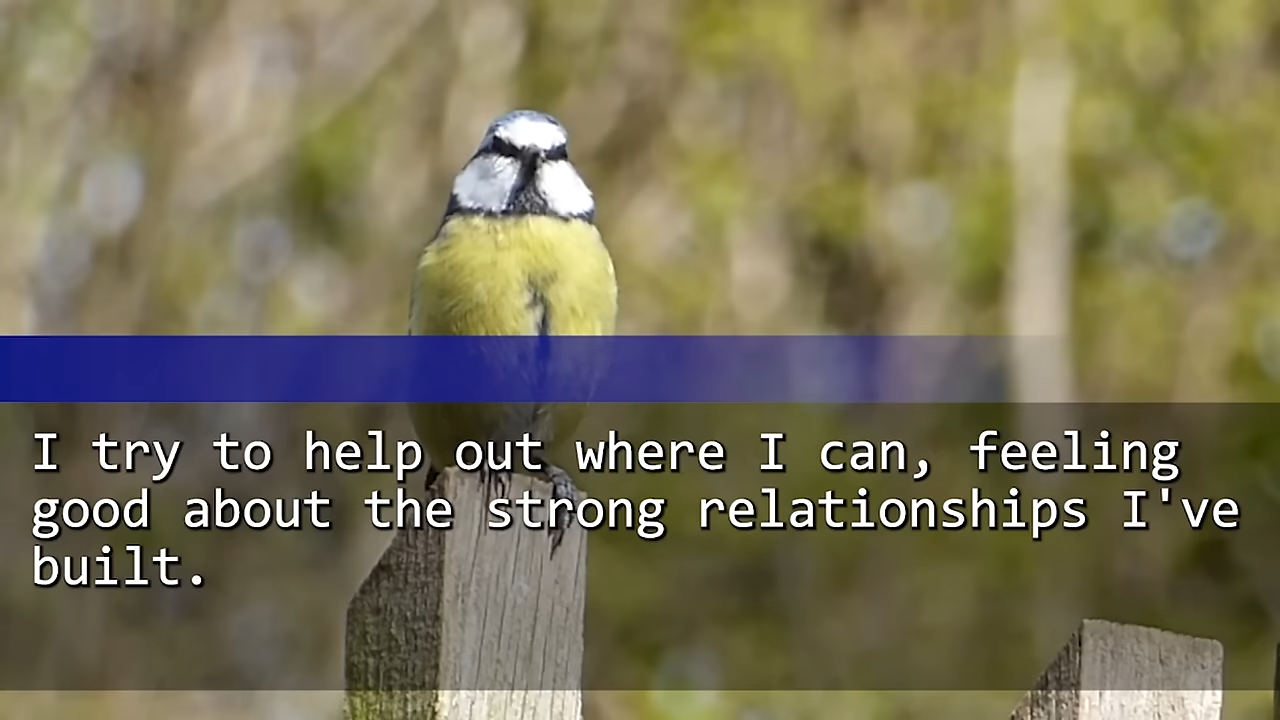 I try to help out where I can, feeling
good about the strong relationships I've
built.